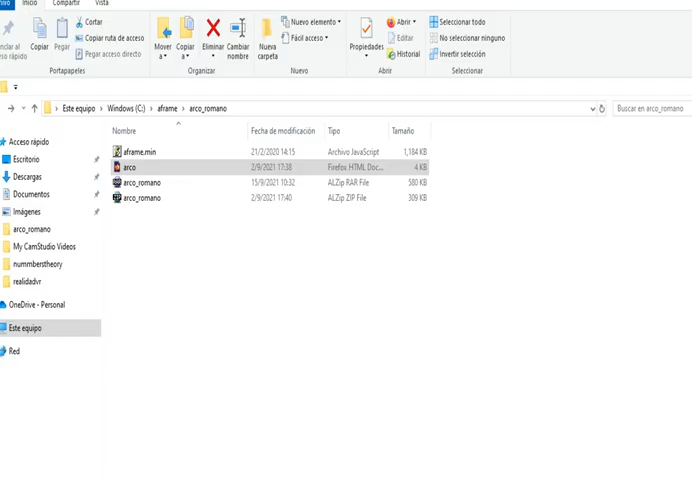 Inicio Compartir Vista
Copiar
Pegar
Cortar
Copiar ruta de acceso
Pegar acceso directo
Portapapeles
Mover a
Copiar a
Eliminar
Cambiar nombre
Organizar
Nueva carpeta
Nuevo elemento
Fácil acceso
Nuevo
Propiedades
Abrir
Editar
Historial
Abrir
Seleccionar todo
No seleccionar ninguno
Invertir selección
Seleccionar
Este equipo > Windows (C:) > aframe > arco_romano
Buscar en arco_romano
Nombre Fecha de modificación Tipo Tamaño
aframe.min 21/2/2020 14:15 Archivo JavaScript 1,184 KB
arco 2/9/2021 17:38 Firefox HTML Doc... 4 KB
arco_romano 15/9/2021 10:32 ALZip RAR File 580 KB
arco_romano 2/9/2021 17:40 ALZip ZIP File 309 KB
Acceso rápido
Escritorio
Descargas
Documentos
Imágenes
arco_romano
My CamStudio Videos
nummberstheory
realidadvr
OneDrive - Personal
Este equipo
Red